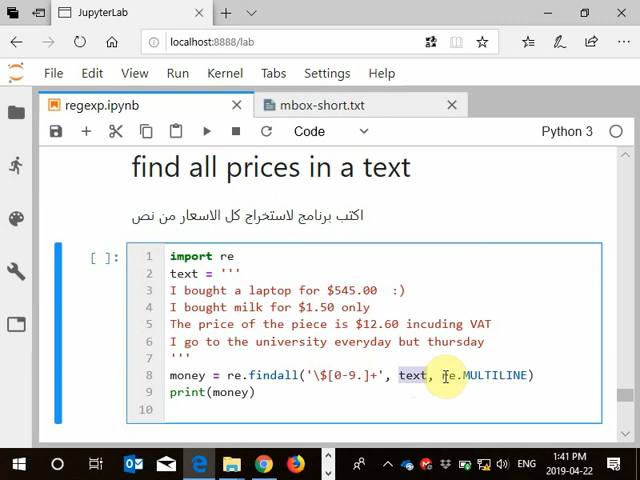 JupyterLab
localhost:8888/lab
File Edit View Run Kernel Tabs Settings Help
regexp.ipynb
mbox-short.txt
Code
Python 3
find all prices in a text
اكتب برنامج لاستخراج كل الاسعار من نص
[ ]:
1 import re
2 text = '''
3 I bought a laptop for $545.00 :)
4 I bought milk for $1.50 only
5 The price of the piece is $12.60 incuding VAT
6 I go to the university everyday but thursday
7 '''
8 money = re.findall('\$[0-9.]+', text, re.MULTILINE)
9 print(money)
10
ENG
1:41 PM
2019-04-22